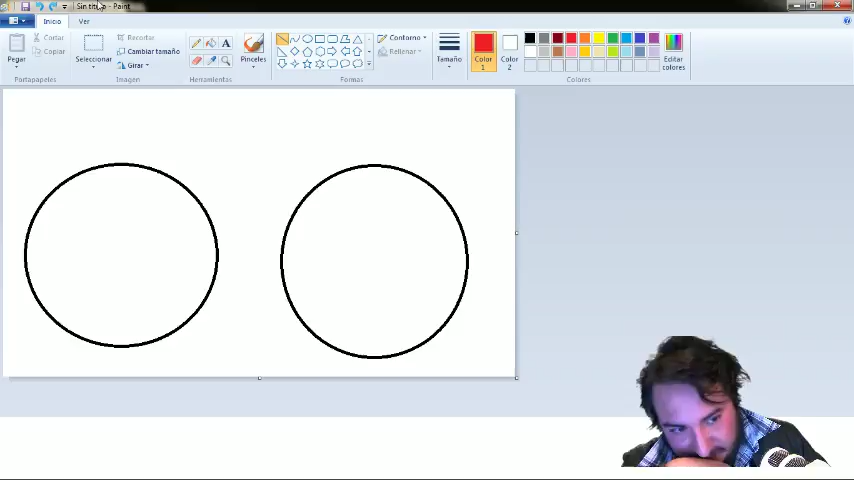 Sin título - Paint
Inicio
Ver
Pegar
Cortar
Copiar
Portapapeles
Seleccionar
Recortar
Cambiar tamaño
Girar
Imagen
A
Herramientas
Pinceles
Contorno
Rellenar
Formas
Tamaño
Color
1
Color
2
Editar
colores
Colores